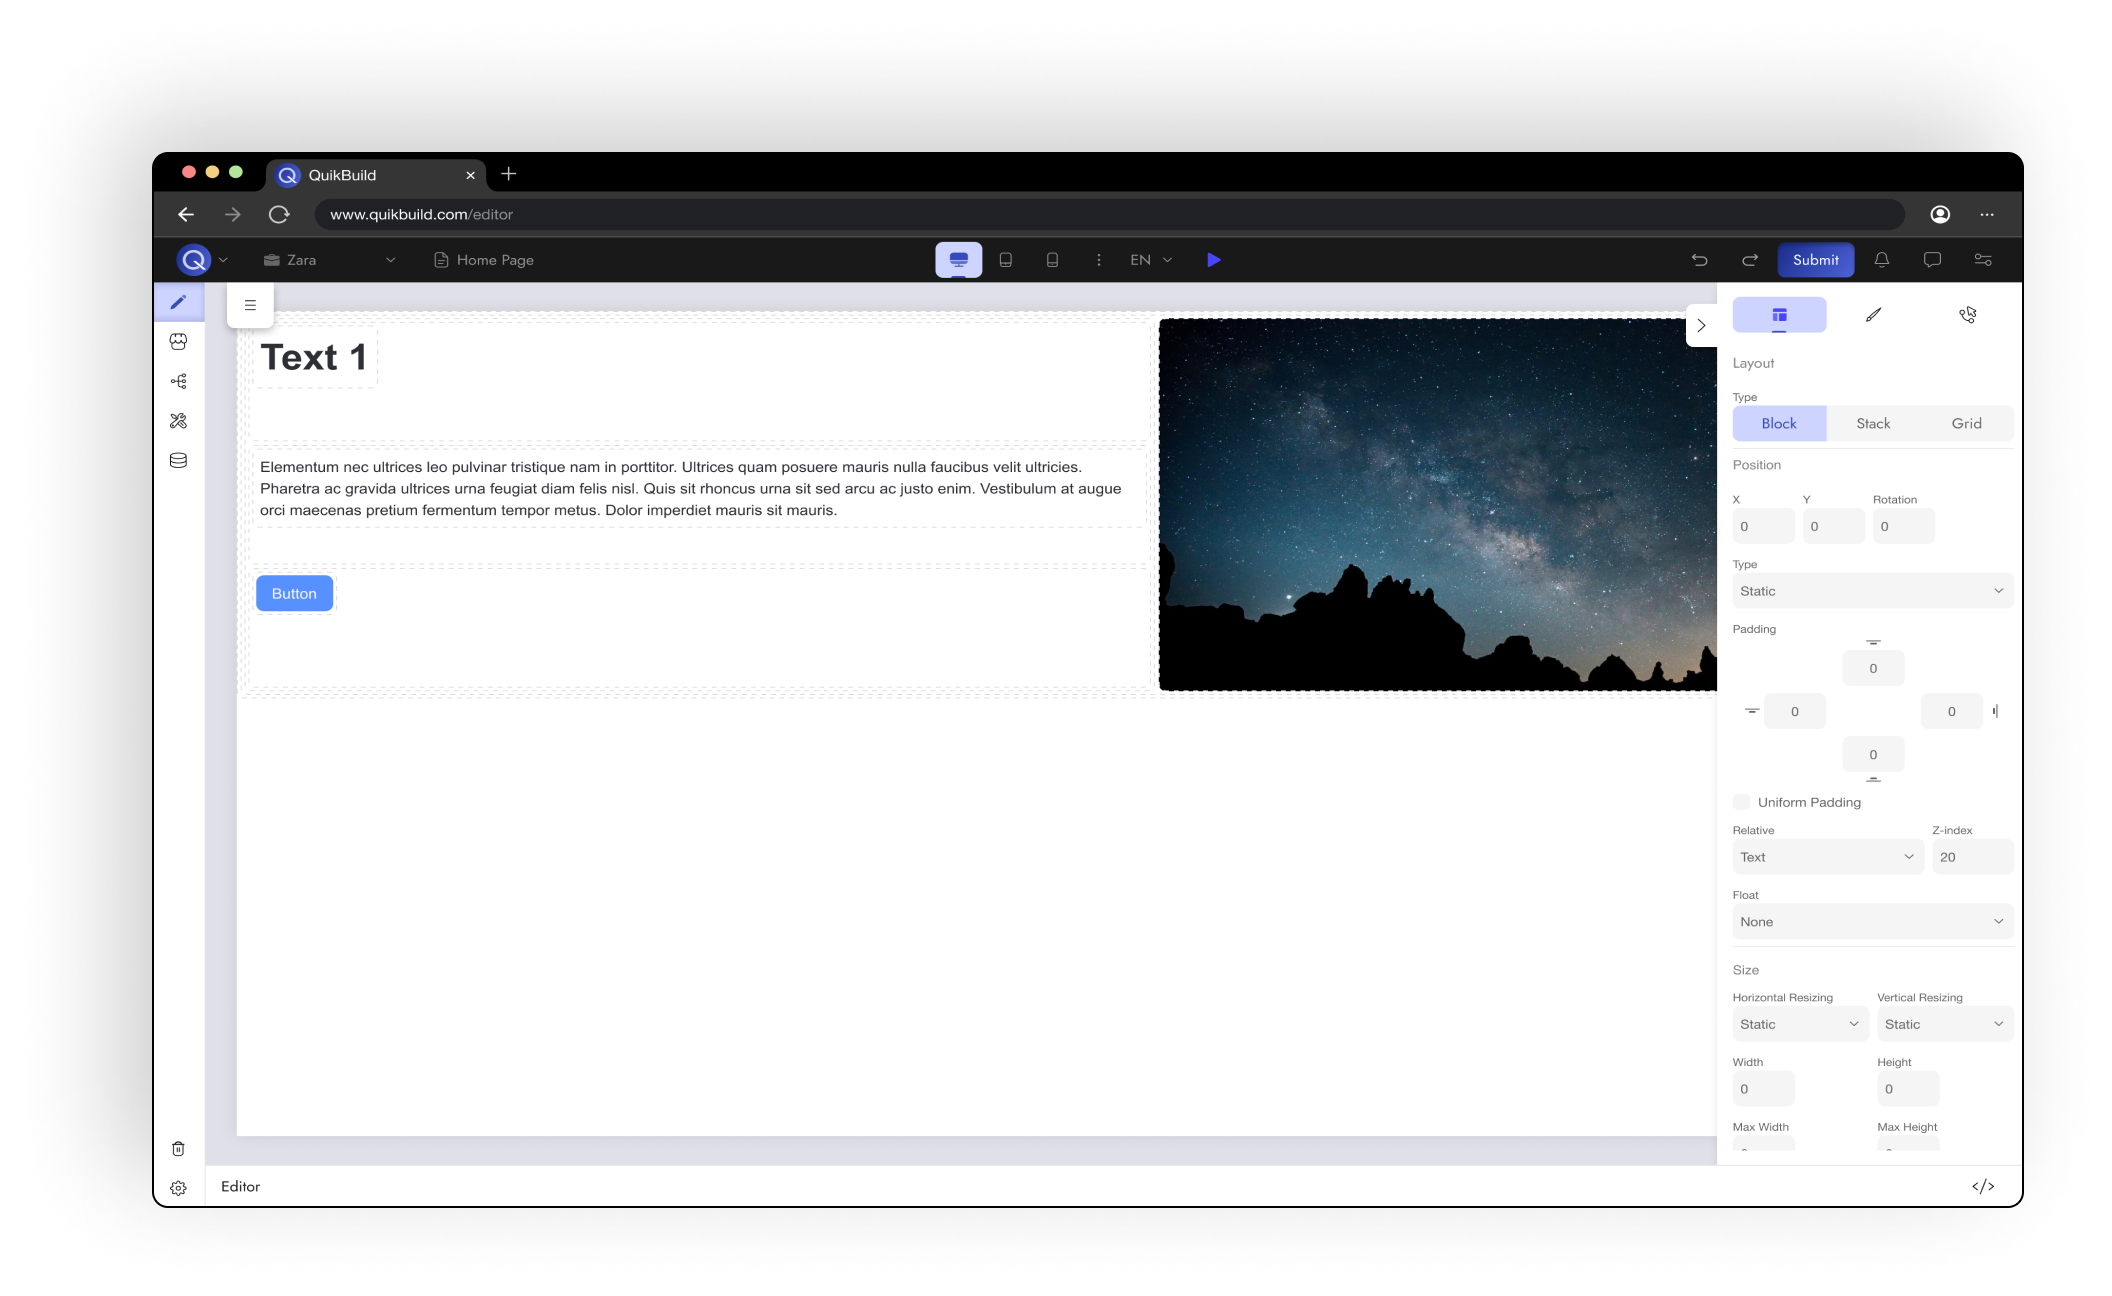 QuikBuild
www.quikbuild.com/editor
Zara
Home Page
EN
Submit
Text 1
Elementum nec ultrices leo pulvinar tristique nam in porttitor. Ultrices quam posuere mauris nulla faucibus velit ultricies.
Pharetra ac gravida ultrices urna feugiat diam felis nisl. Quis sit rhoncus urna sit sed arcu ac justo enim. Vestibulum at augue
orci maecenas pretium fermentum tempor metus. Dolor imperdiet mauris sit mauris.
Button
Layout
Type
Block Stack Grid
Position
X Y Rotation
0 0 0
Type
Static
Padding
0
0 0
0
Uniform Padding
Relative Z-index
Text 20
Float
None
Size
Horizontal Resizing Vertical Resizing
Static Static
Width Height
0 0
Max Width Max Height
Editor